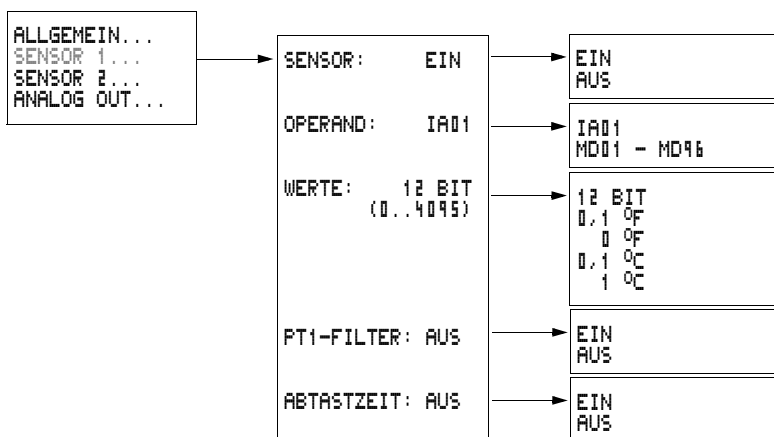 ALLGEMEIN...
SENSOR 1...
SENSOR 2...
ANALOG OUT...
SENSOR: EIN
OPERAND: IA01
WERTE: 12 BIT
(0..4095)
PT1-FILTER: AUS
ABTASTZEIT: AUS
EIN
AUS
IA01
MD01 - MD96
12 BIT
0,1 °F
0 °F
0,1 °C
1 °C
EIN
AUS
EIN
AUS